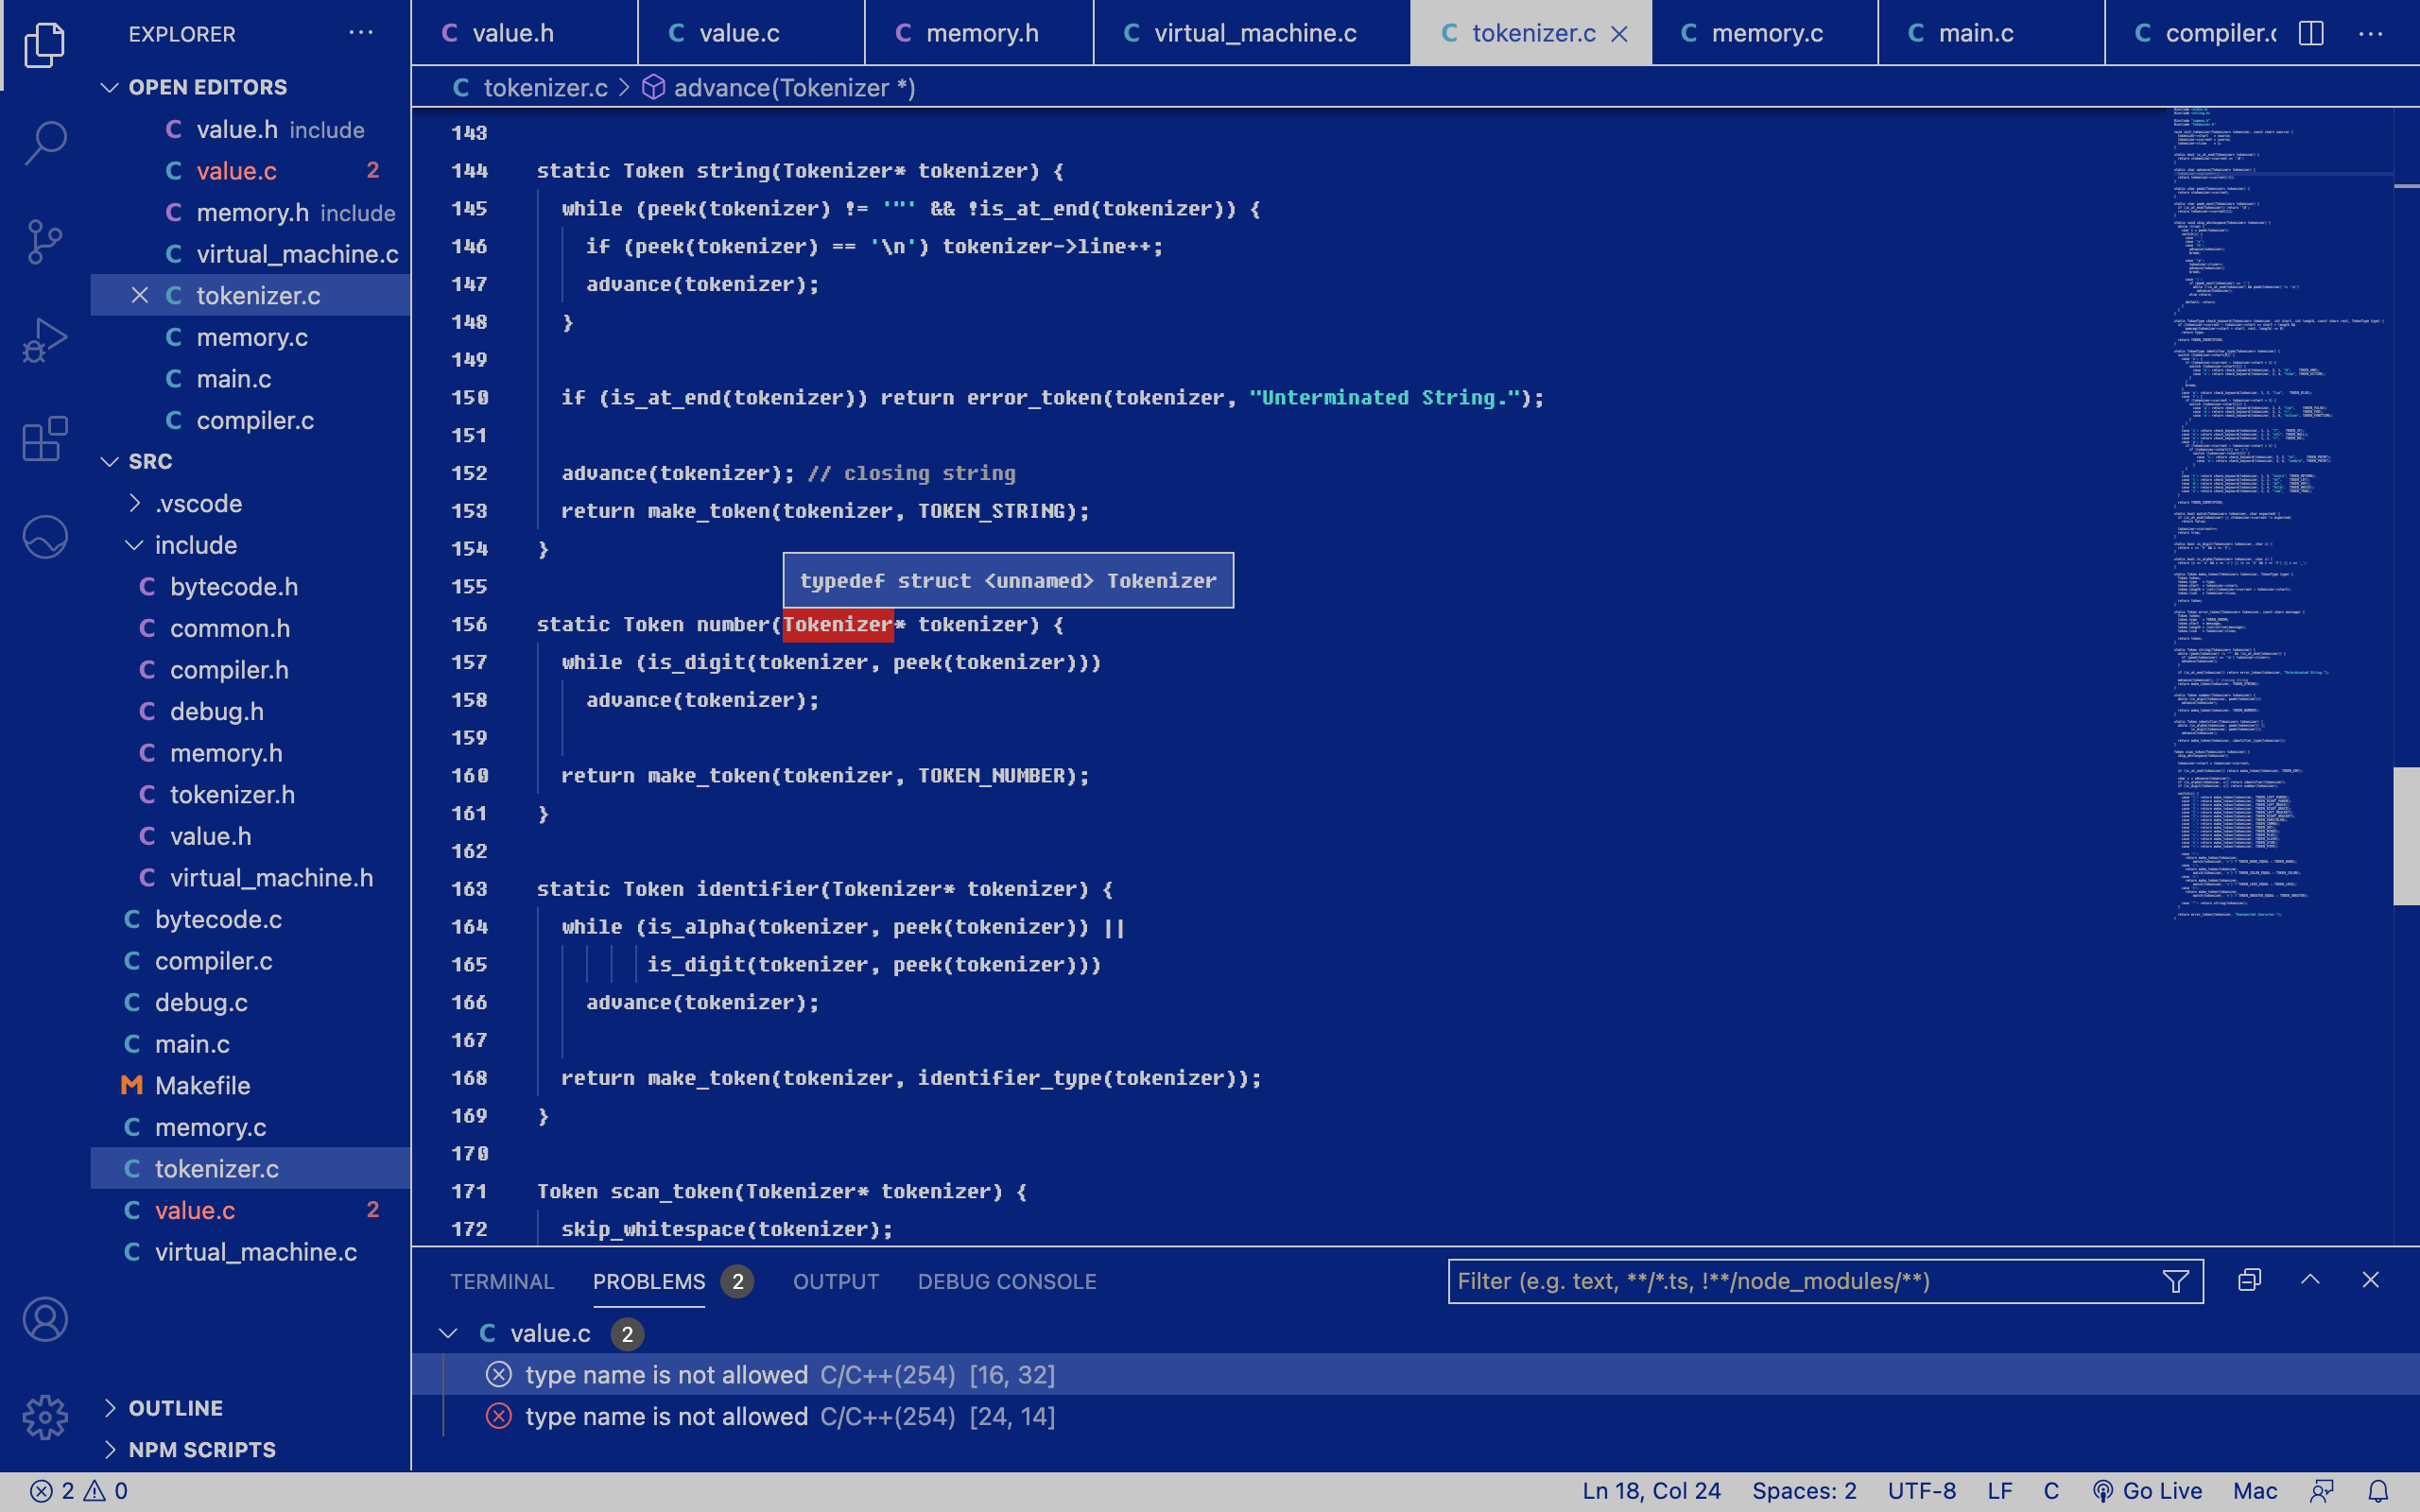 EXPLORER
OPEN EDITORS
C value.h include
C value.c 2
C memory.h include
C virtual_machine.c
C tokenizer.c
C memory.c
C main.c
C compiler.c
SRC
.vscode
include
C bytecode.h
C common.h
C compiler.h
C debug.h
C memory.h
C tokenizer.h
C value.h
C virtual_machine.h
C bytecode.c
C compiler.c
C debug.c
C main.c
M Makefile
C memory.c
C tokenizer.c
C value.c 2
C virtual_machine.c
OUTLINE
NPM SCRIPTS
C value.h C value.c C memory.h C virtual_machine.c C tokenizer.c C memory.c C main.c C compiler.c
C tokenizer.c > advance(Tokenizer *)
143
144 static Token string(Tokenizer* tokenizer) {
145 while (peek(tokenizer) != '"' && !is_at_end(tokenizer)) {
146 if (peek(tokenizer) == '\n') tokenizer->line++;
147 advance(tokenizer);
148 }
149
150 if (is_at_end(tokenizer)) return error_token(tokenizer, "Unterminated String.");
151
152 advance(tokenizer); // closing string
153 return make_token(tokenizer, TOKEN_STRING);
154 }
155
typedef struct <unnamed> Tokenizer
156 static Token number(Tokenizer* tokenizer) {
157 while (is_digit(tokenizer, peek(tokenizer)))
158 advance(tokenizer);
159
160 return make_token(tokenizer, TOKEN_NUMBER);
161 }
162
163 static Token identifier(Tokenizer* tokenizer) {
164 while (is_alpha(tokenizer, peek(tokenizer)) ||
165 is_digit(tokenizer, peek(tokenizer)))
166 advance(tokenizer);
167
168 return make_token(tokenizer, identifier_type(tokenizer));
169 }
170
171 Token scan_token(Tokenizer* tokenizer) {
172 skip_whitespace(tokenizer);
TERMINAL PROBLEMS 2 OUTPUT DEBUG CONSOLE Filter (e.g. text, **/*.ts, !**/node_modules/**)
C value.c 2
type name is not allowed C/C++(254) [16, 32]
type name is not allowed C/C++(254) [24, 14]
2 0 Ln 18, Col 24 Spaces: 2 UTF-8 LF C Go Live Mac